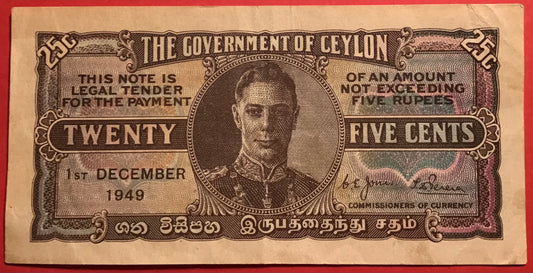 25C 25C
THE GOVERNMENT OF CEYLON
THIS NOTE IS
LEGAL TENDER
FOR THE PAYMENT
OF AN AMOUNT
NOT EXCEEDING
FIVE RUPEES
TWENTY FIVE CENTS
1ST DECEMBER
1949
C. E. Jones
COMMISSIONERS OF CURRENCY
ශත විසිපහ இருபத்தைந்து சதம்